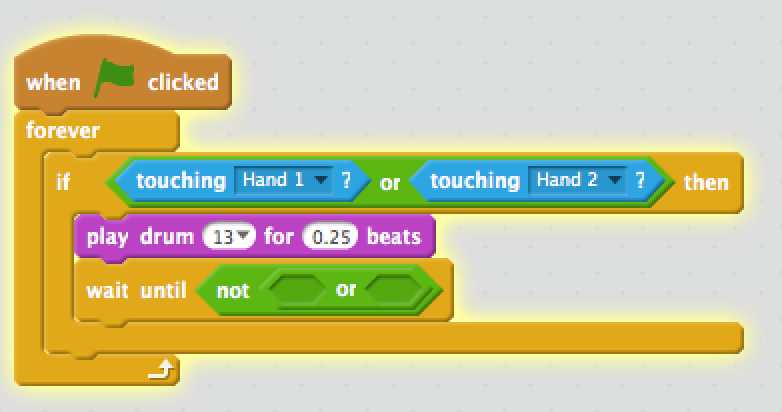 when clicked
forever
if touching Hand 1 ? or touching Hand 2 ? then
play drum 13 for 0.25 beats
wait until not or